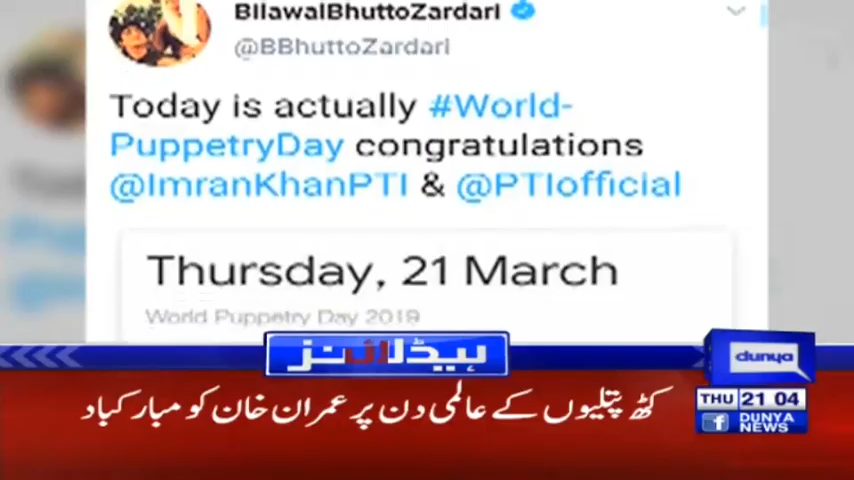 BilawalBhuttoZardari
@BBhuttoZardari
Today is actually #World-
PuppetryDay congratulations
@ImranKhanPTI & @PTIofficial
Thursday, 21 March
World Puppetry Day 2019
ہیڈلائنز
dunya
کٹھ پتلیوں کے عالمی دن پر عمران خان کو مبارکباد
THU 21 04
f DUNYA
NEWS